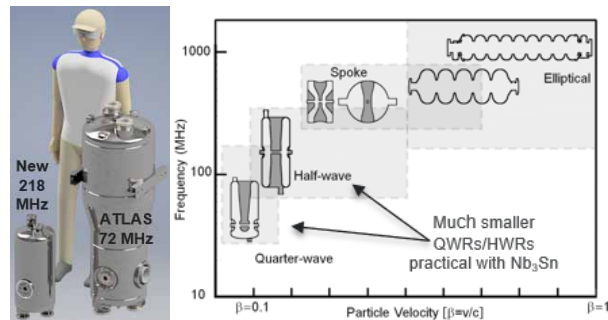 New
218
MHz
ATLAS
72 MHz
Frequency (MHz)
1000
100
10
Spoke
Elliptical
Half-wave
Quarter-wave
Much smaller
QWRs/HWRs
practical with Nb₃Sn
β=0.1
Particle Velocity [β=v/c]
β=1